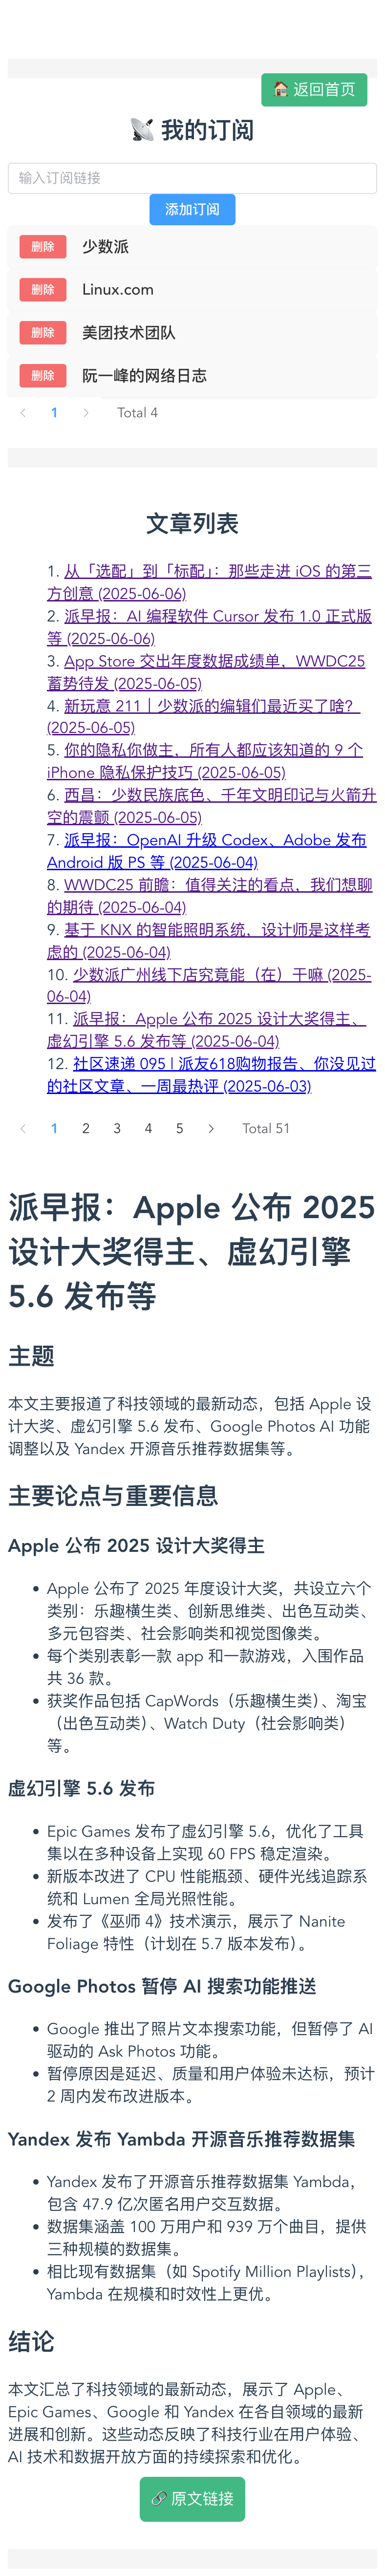 🏠 返回首页
📡 我的订阅
输入订阅链接
添加订阅
删除 少数派
删除 Linux.com
删除 美团技术团队
删除 阮一峰的网络日志
< 1 > Total 4
文章列表
1. 从「选配」到「标配」：那些走进 iOS 的第三
方创意 (2025-06-06)
2. 派早报：AI 编程软件 Cursor 发布 1.0 正式版
等 (2025-06-06)
3. App Store 交出年度数据成绩单，WWDC25
蓄势待发 (2025-06-05)
4. 新玩意 211｜少数派的编辑们最近买了啥？
(2025-06-05)
5. 你的隐私你做主，所有人都应该知道的 9 个
iPhone 隐私保护技巧 (2025-06-05)
6. 西昌：少数民族底色、千年文明印记与火箭升
空的震颤 (2025-06-05)
7. 派早报：OpenAI 升级 Codex、Adobe 发布
Android 版 PS 等 (2025-06-04)
8. WWDC25 前瞻：值得关注的看点，我们想聊
的期待 (2025-06-04)
9. 基于 KNX 的智能照明系统，设计师是这样考
虑的 (2025-06-04)
10. 少数派广州线下店究竟能（在）干嘛 (2025-
06-04)
11. 派早报：Apple 公布 2025 设计大奖得主、
虚幻引擎 5.6 发布等 (2025-06-04)
12. 社区速递 095 | 派友618购物报告、你没见过
的社区文章、一周最热评 (2025-06-03)
< 1 2 3 4 5 > Total 51
派早报：Apple 公布 2025
设计大奖得主、虚幻引擎
5.6 发布等
主题
本文主要报道了科技领域的最新动态，包括 Apple 设
计大奖、虚幻引擎 5.6 发布、Google Photos AI 功能
调整以及 Yandex 开源音乐推荐数据集等。
主要论点与重要信息
Apple 公布 2025 设计大奖得主
• Apple 公布了 2025 年度设计大奖，共设立六个
类别：乐趣横生类、创新思维类、出色互动类、
多元包容类、社会影响类和视觉图像类。
• 每个类别表彰一款 app 和一款游戏，入围作品
共 36 款。
• 获奖作品包括 CapWords（乐趣横生类）、淘宝
（出色互动类）、Watch Duty（社会影响类）
等。
虚幻引擎 5.6 发布
• Epic Games 发布了虚幻引擎 5.6，优化了工具
集以在多种设备上实现 60 FPS 稳定渲染。
• 新版本改进了 CPU 性能瓶颈、硬件光线追踪系
统和 Lumen 全局光照性能。
• 发布了《巫师 4》技术演示，展示了 Nanite
Foliage 特性（计划在 5.7 版本发布）。
Google Photos 暂停 AI 搜索功能推送
• Google 推出了照片文本搜索功能，但暂停了 AI
驱动的 Ask Photos 功能。
• 暂停原因是延迟、质量和用户体验未达标，预计
2 周内发布改进版本。
Yandex 发布 Yambda 开源音乐推荐数据集
• Yandex 发布了开源音乐推荐数据集 Yambda，
包含 47.9 亿次匿名用户交互数据。
• 数据集涵盖 100 万用户和 939 万个曲目，提供
三种规模的数据集。
• 相比现有数据集（如 Spotify Million Playlists），
Yambda 在规模和时效性上更优。
结论
本文汇总了科技领域的最新动态，展示了 Apple、
Epic Games、Google 和 Yandex 在各自领域的最新
进展和创新。这些动态反映了科技行业在用户体验、
AI 技术和数据开放方面的持续探索和优化。
🔗 原文链接